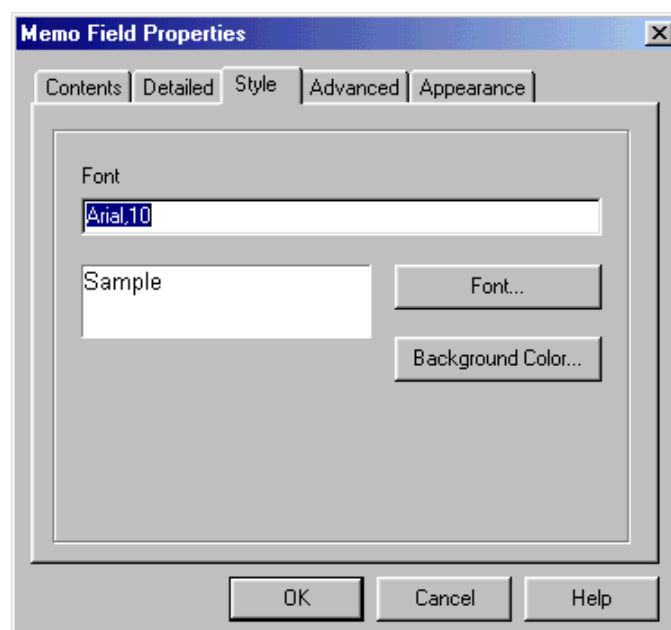 Memo Field Properties
Contents Detailed Style Advanced Appearance
Font
Arial,10
Sample
Font...
Background Color...
OK Cancel Help